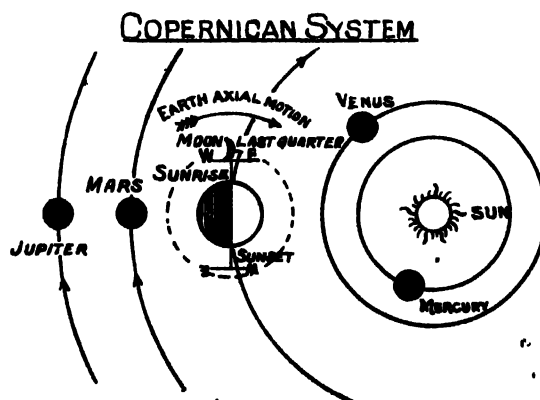 COPERNICAN SYSTEM
EARTH AXIAL MOTION
VENUS
MOON LAST QUARTER
W E
SUNRISE
MARS
SUN
JUPITER
SUNSET
MERCURY